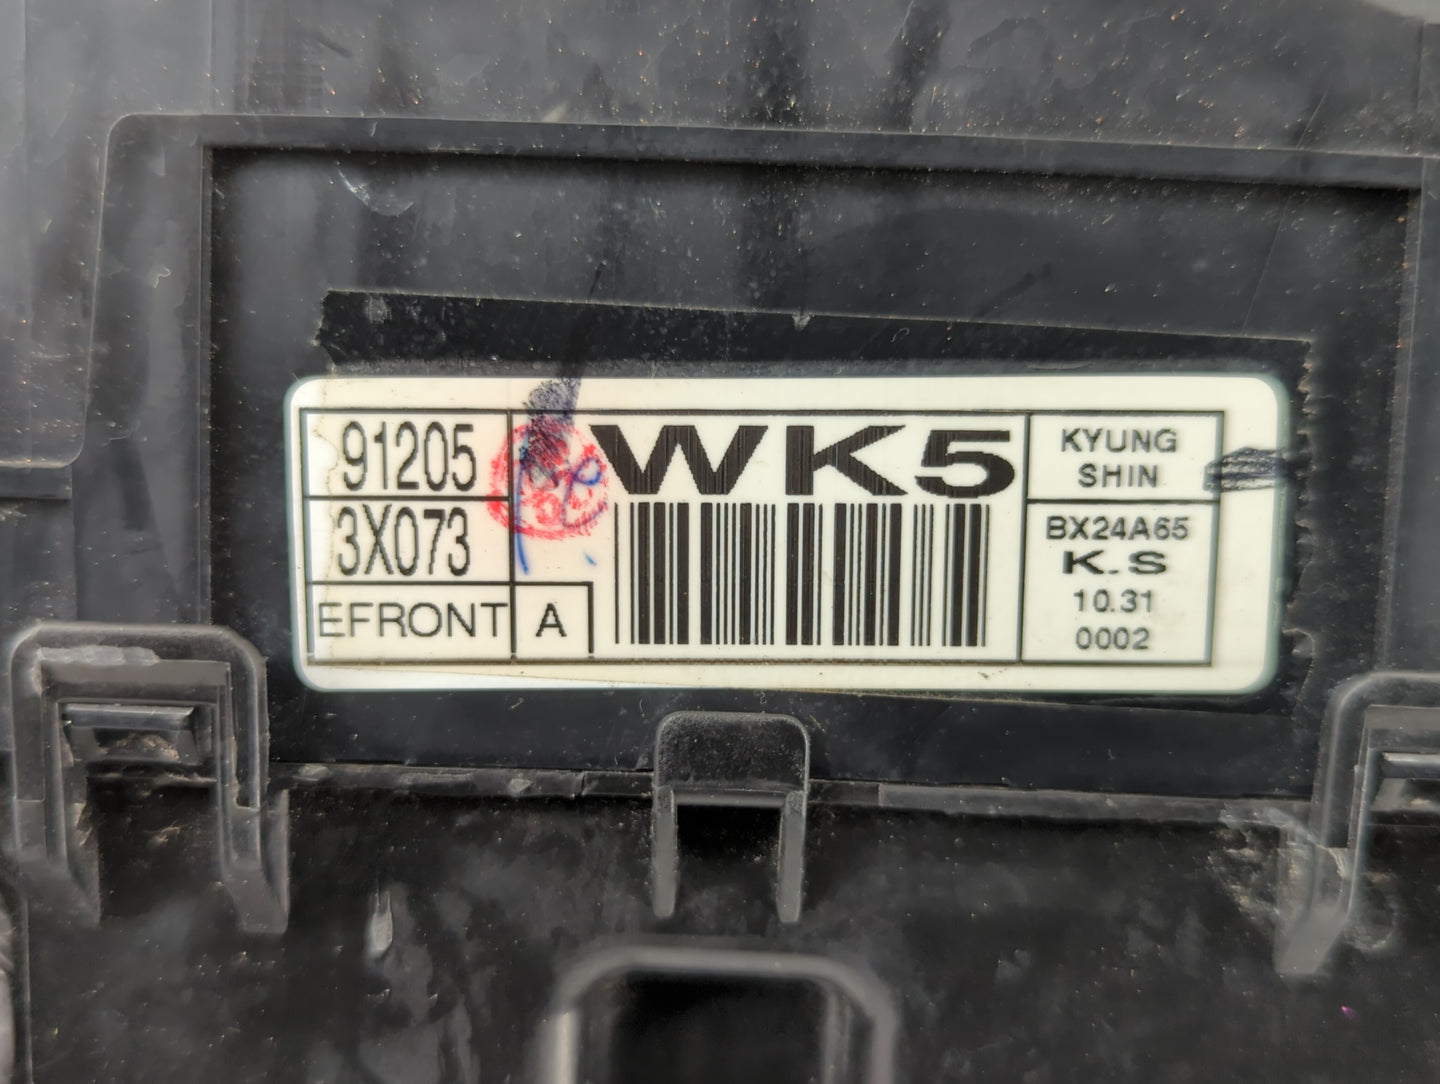 91205
3X073
EFRONT
A
WK5
KYUNG
SHIN
BX24A65
K.S
10.31
0002